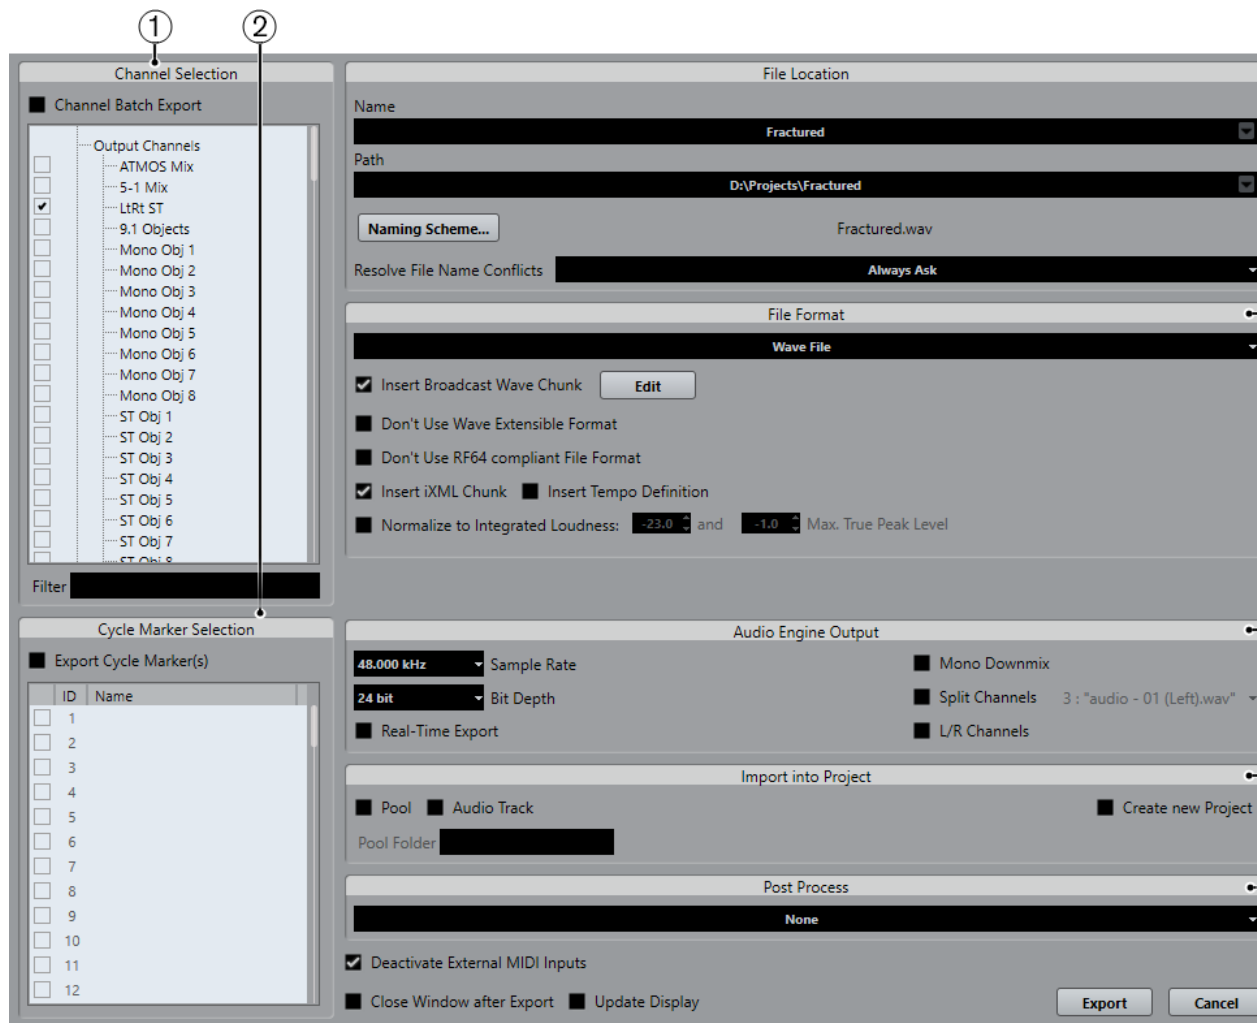 1
2
Channel Selection
Channel Batch Export
Output Channels
ATMOS Mix
5-1 Mix
LtRt ST
9.1 Objects
Mono Obj 1
Mono Obj 2
Mono Obj 3
Mono Obj 4
Mono Obj 5
Mono Obj 6
Mono Obj 7
Mono Obj 8
ST Obj 1
ST Obj 2
ST Obj 3
ST Obj 4
ST Obj 5
ST Obj 6
ST Obj 7
ST Obj 8
Filter
Cycle Marker Selection
Export Cycle Marker(s)
ID Name
1
2
3
4
5
6
7
8
9
10
11
12
File Location
Name
Fractured
Path
D:\Projects\Fractured
Naming Scheme... Fractured.wav
Resolve File Name Conflicts Always Ask
File Format
Wave File
Insert Broadcast Wave Chunk Edit
Don't Use Wave Extensible Format
Don't Use RF64 compliant File Format
Insert iXML Chunk Insert Tempo Definition
Normalize to Integrated Loudness: -23.0 and -1.0 Max. True Peak Level
Audio Engine Output
48.000 kHz Sample Rate Mono Downmix
24 bit Bit Depth Split Channels 3 : "audio - 01 (Left).wav"
Real-Time Export L/R Channels
Import into Project
Pool Audio Track Create new Project
Pool Folder
Post Process
None
Deactivate External MIDI Inputs
Close Window after Export Update Display Export Cancel